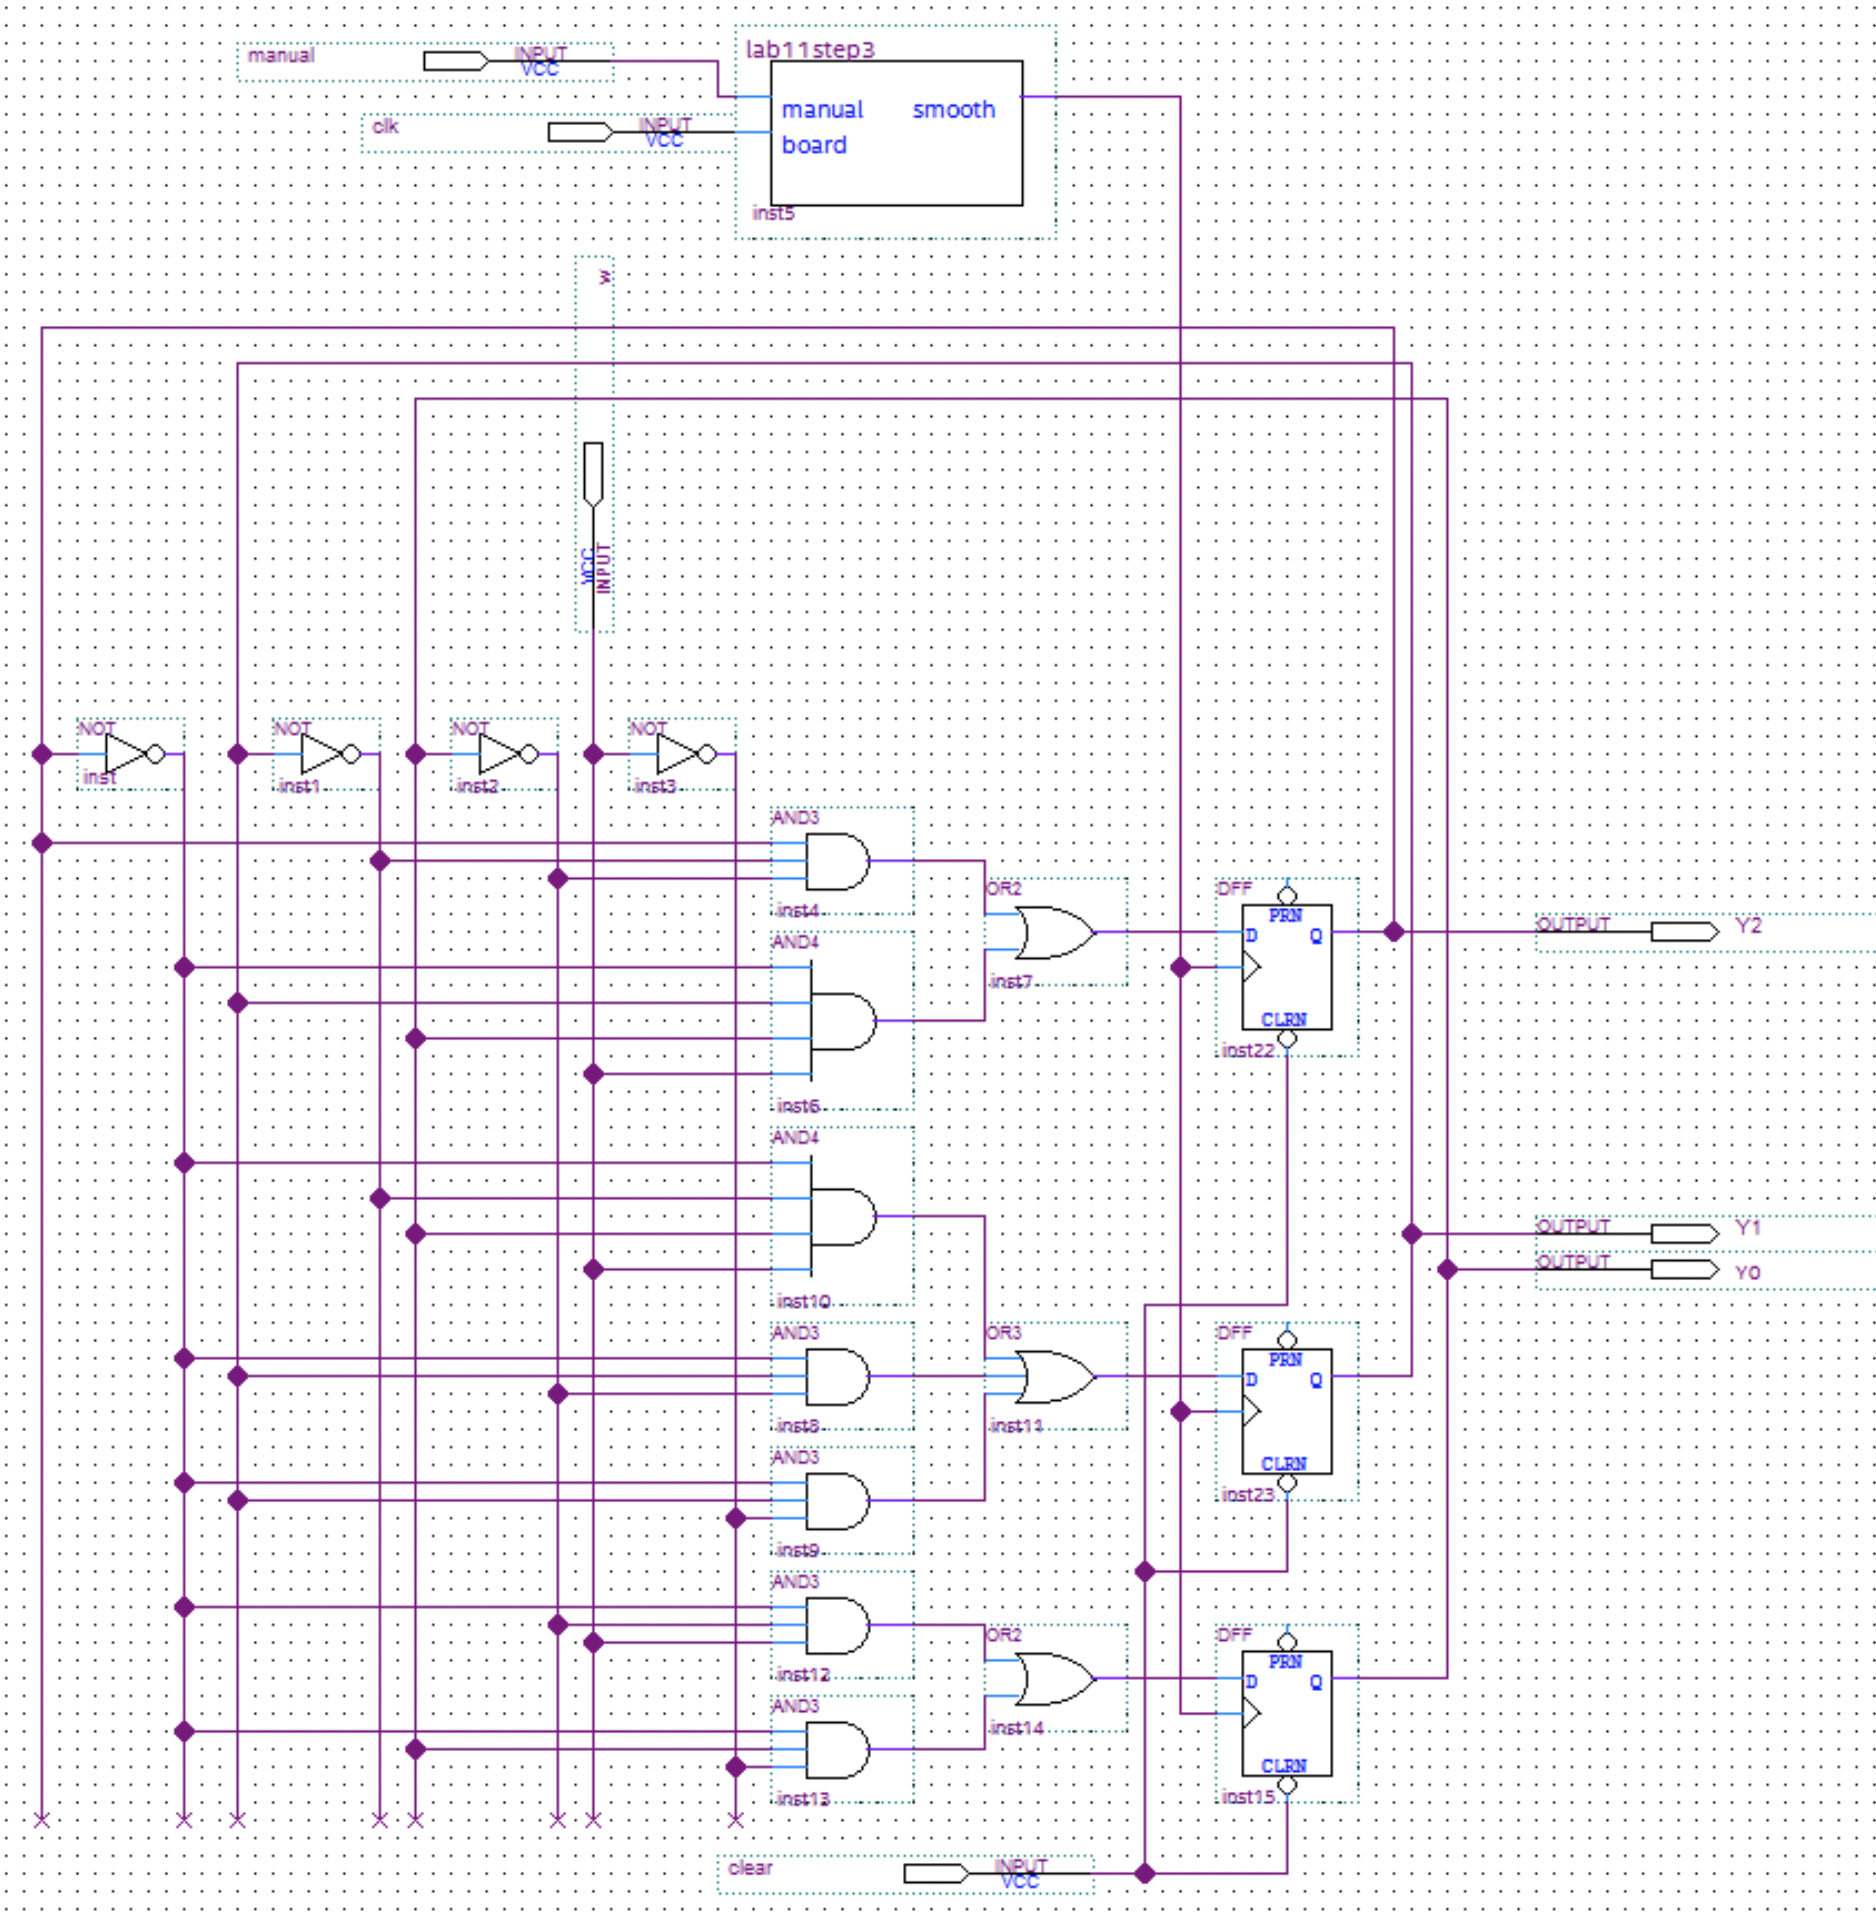 lab11step3
manual INPUT
VCC
manual smooth
clk INPUT
VCC
board
inst5
w
VCC
INPUT
NOT NOT NOT NOT
inst inst1 inst2 inst3
AND3
inst4
OR2
DFF
PRN
D Q
Y2
OUTPUT
AND4
inst7
CLRN
inst22
inst6
AND4
OUTPUT Y1
OUTPUT Y0
inst10
AND3
OR3
DFF
PRN
D Q
inst8
inst11
AND3
CLRN
inst23
inst9
AND3
OR2
DFF
PRN
inst12
D Q
AND3
inst14
CLRN
inst13
inst15
clear INPUT
VCC